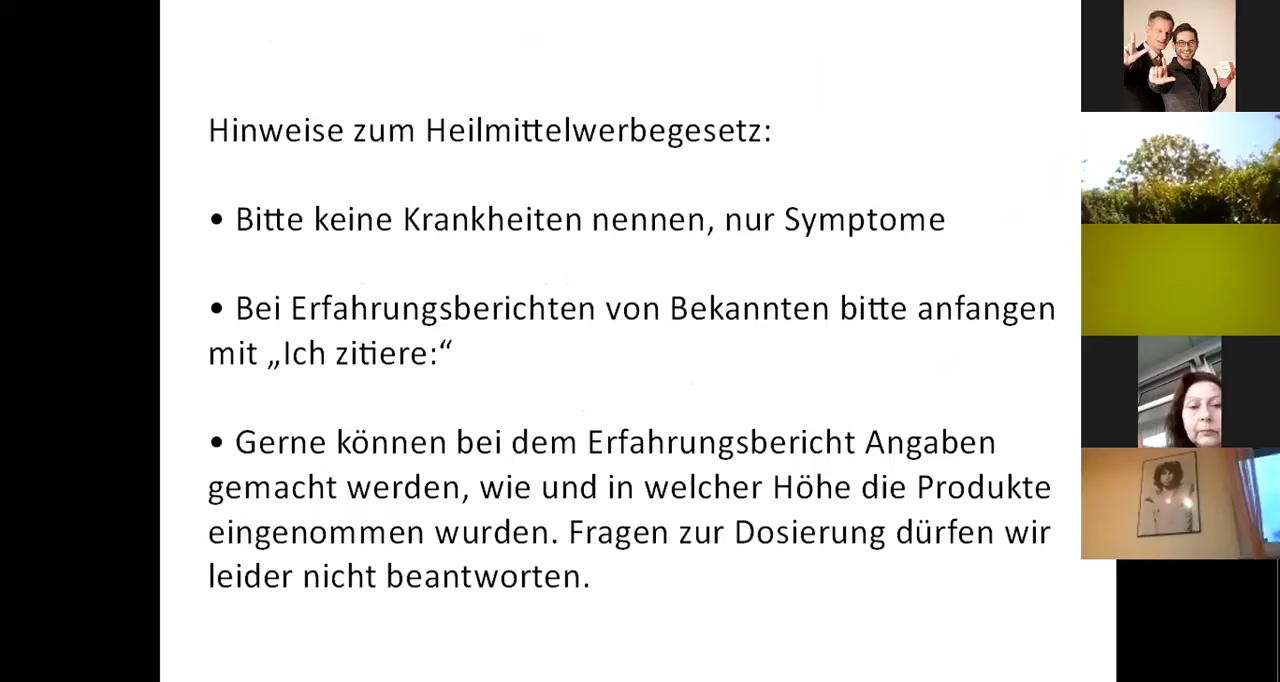 Hinweise zum Heilmittelwerbegesetz:
• Bitte keine Krankheiten nennen, nur Symptome
• Bei Erfahrungsberichten von Bekannten bitte anfangen
mit „Ich zitiere:“
• Gerne können bei dem Erfahrungsbericht Angaben
gemacht werden, wie und in welcher Höhe die Produkte
eingenommen wurden. Fragen zur Dosierung dürfen wir
leider nicht beantworten.